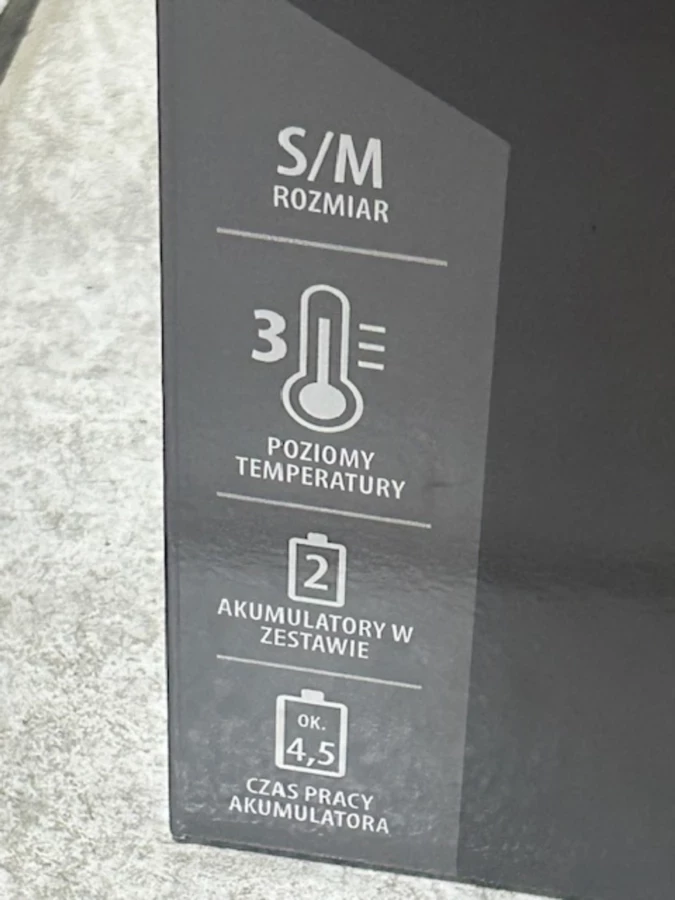 S/M
ROZMIAR
3
POZIOMY
TEMPERATURY
2
AKUMULATORY W
ZESTAWIE
OK.
4,5
CZAS PRACY
AKUMULATORA